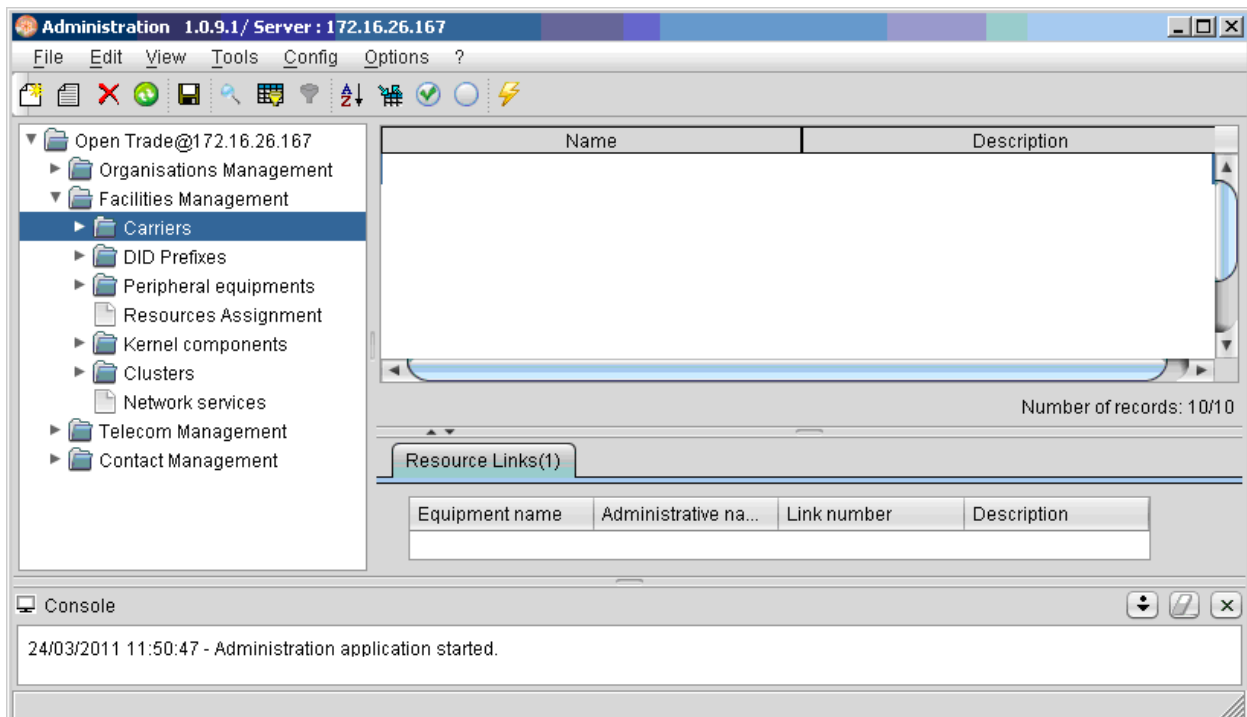 Administration 1.0.9.1/ Server : 172.16.26.167
File Edit View Tools Config Options ?
Open Trade@172.16.26.167
Organisations Management
Facilities Management
Carriers
DID Prefixes
Peripheral equipments
Resources Assignment
Kernel components
Clusters
Network services
Telecom Management
Contact Management
Name Description
Number of records: 10/10
Resource Links(1)
Equipment name Administrative na... Link number Description
Console
24/03/2011 11:50:47 - Administration application started.